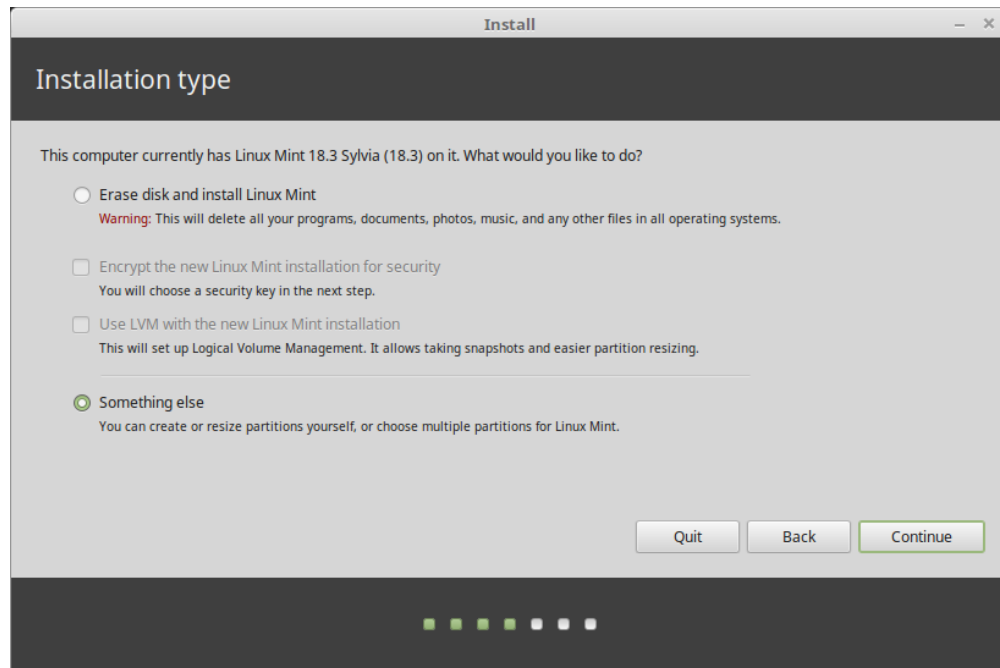 Install
Installation type
This computer currently has Linux Mint 18.3 Sylvia (18.3) on it. What would you like to do?
Erase disk and install Linux Mint
Warning: This will delete all your programs, documents, photos, music, and any other files in all operating systems.
Encrypt the new Linux Mint installation for security
You will choose a security key in the next step.
Use LVM with the new Linux Mint installation
This will set up Logical Volume Management. It allows taking snapshots and easier partition resizing.
Something else
You can create or resize partitions yourself, or choose multiple partitions for Linux Mint.
Quit Back Continue